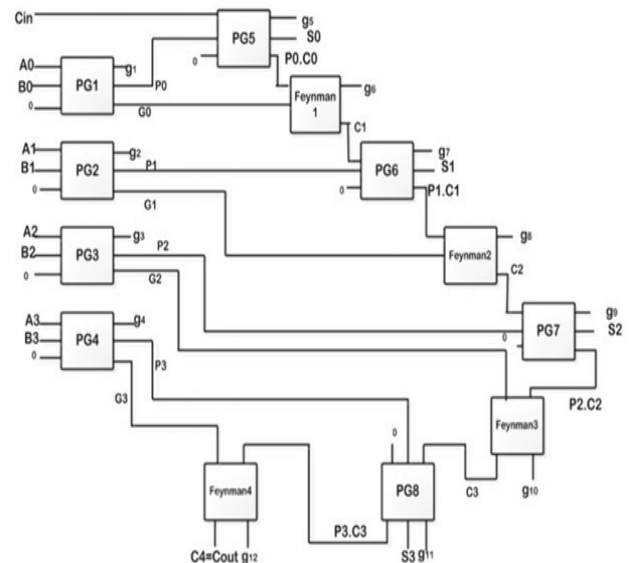 Cin
PG5
g5
S0
P0.C0
0
A0
B0
0
PG1
g1
P0
G0
Feynman
1
g6
C1
A1
B1
0
PG2
g2
P1
G1
PG6
g7
S1
0
P1.C1
A2
B2
0
PG3
g3
P2
G2
Feynman2
g8
C2
A3
B3
0
PG4
g4
P3
G3
PG7
g9
S2
0
P2.C2
Feynman3
g10
C3
0
PG8
S3 g11
P3.C3
Feynman4
C4=Cout g12